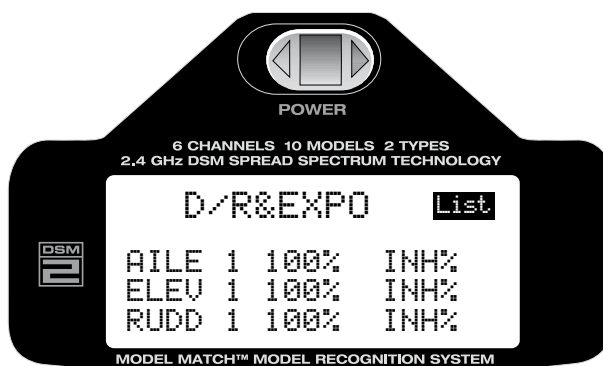 POWER
6 CHANNELS 10 MODELS 2 TYPES
2.4 GHz DSM SPREAD SPECTRUM TECHNOLOGY
D/R&EXPO List
DSM
2
AILE 1 100% INH%
ELEV 1 100% INH%
RUDD 1 100% INH%
MODEL MATCH™ MODEL RECOGNITION SYSTEM